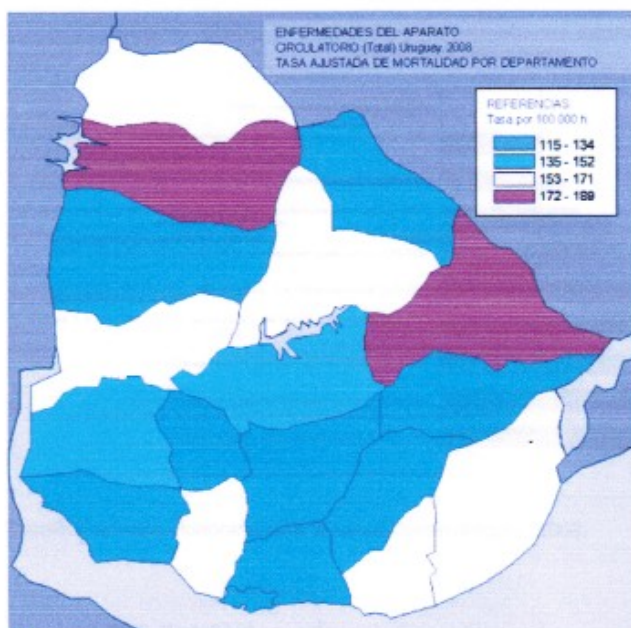 ENFERMEDADES DEL APARATO
CIRCULATORIO (Total) Uruguay 2008
TASA AJUSTADA DE MORTALIDAD POR DEPARTAMENTO
REFERENCIAS
Tasa por 100.000 h
115 - 134
135 - 152
153 - 171
172 - 189